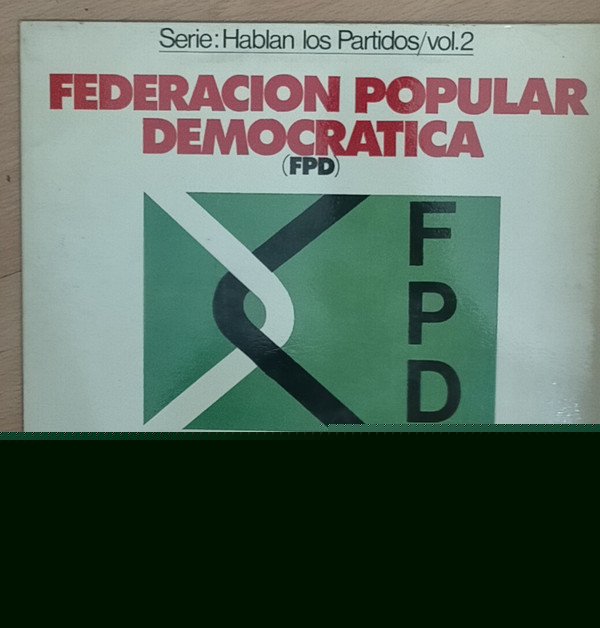 Serie: Hablan los Partidos/vol.2
FEDERACION POPULAR
DEMOCRATICA
(FPD)
F
P
D